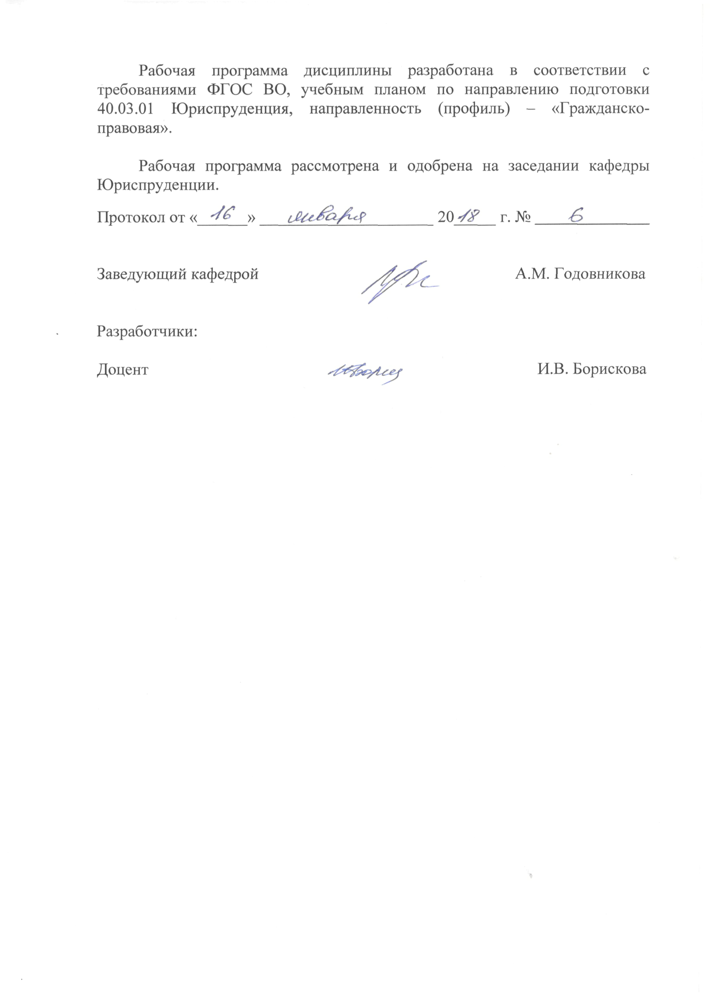 Рабочая программа дисциплины разработана в соответствии с
требованиями ФГОС ВО, учебным планом по направлению подготовки
40.03.01 Юриспруденция, направленность (профиль) – «Гражданско-
правовая».
Рабочая программа рассмотрена и одобрена на заседании кафедры
Юриспруденции.
Протокол от «16» января 2018 г. № 6
Заведующий кафедрой А.М. Годовникова
Разработчики:
Доцент И.В. Борискова